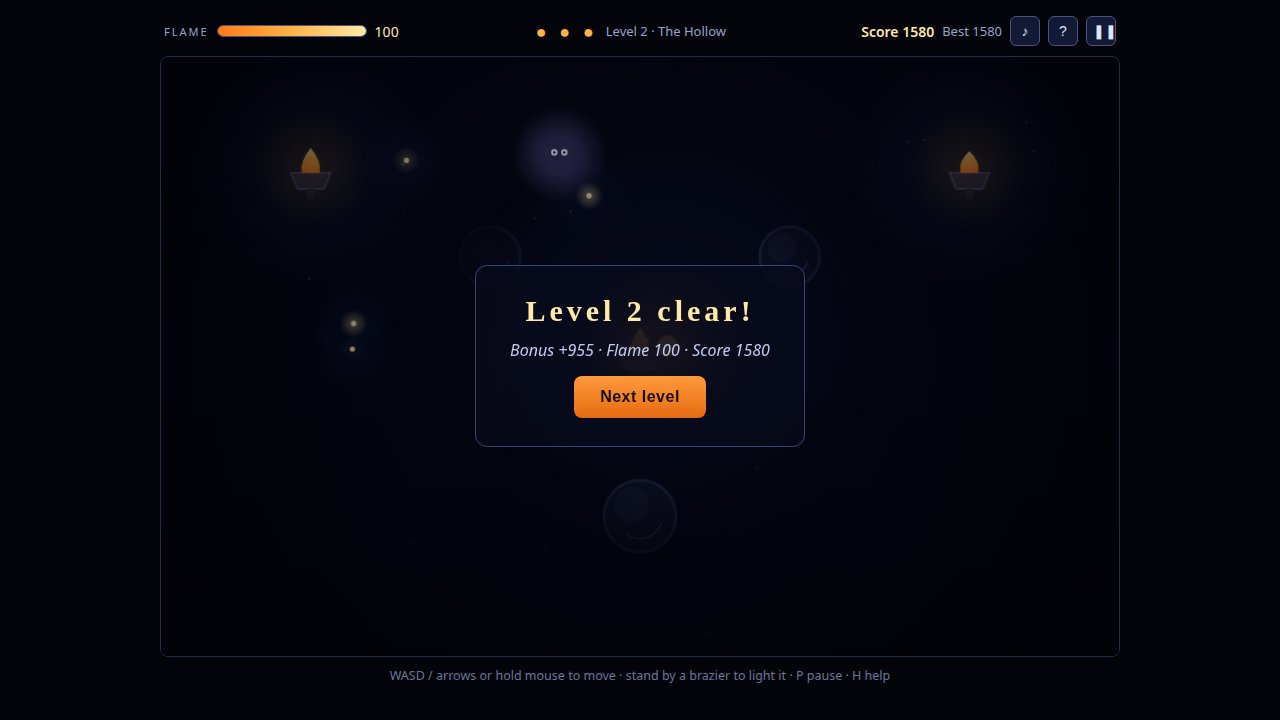 FLAME 100 Level 2 · The Hollow Score 1580 Best 1580 ♪ ?
Level 2 clear!
Bonus +955 · Flame 100 · Score 1580
Next level
WASD / arrows or hold mouse to move · stand by a brazier to light it · P pause · H help